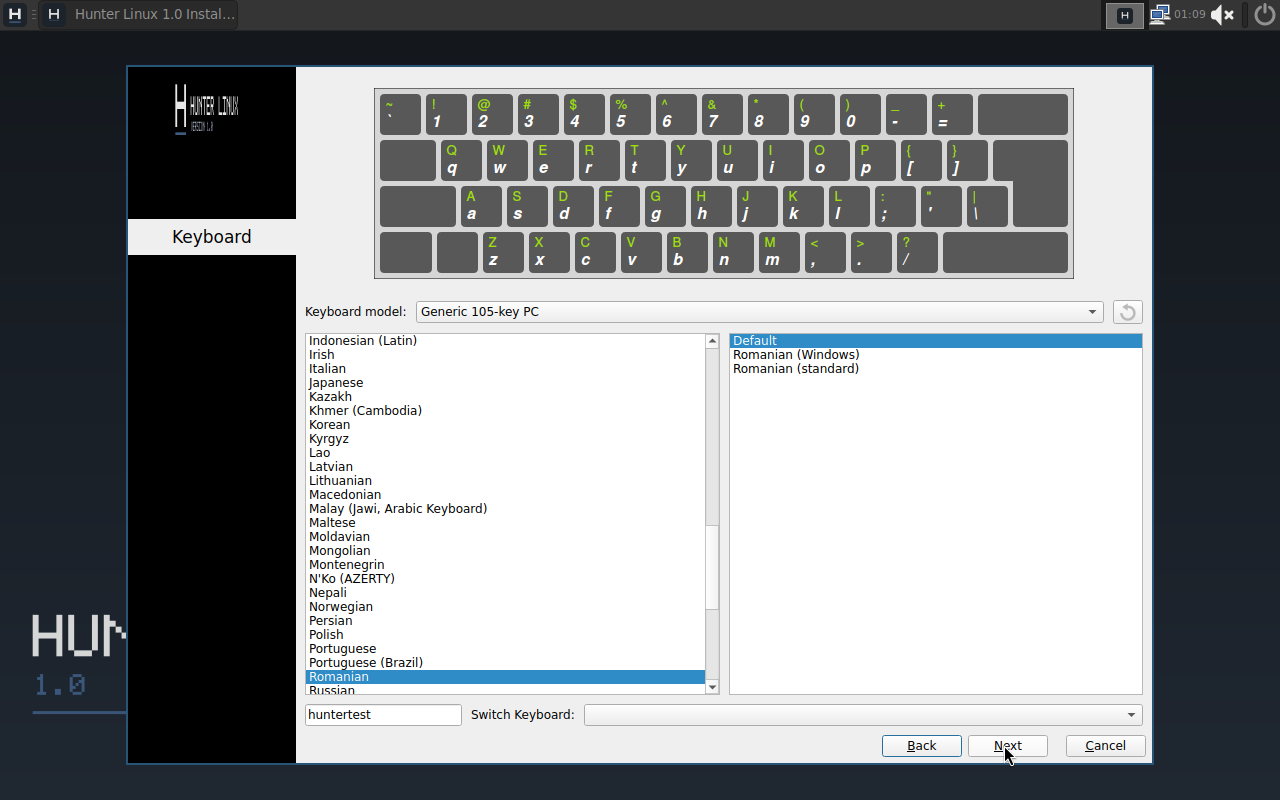 Hunter Linux 1.0 Instal...
01:09
HUNTER LINUX
VERSION 1.0
Keyboard
~ ! @ # $ % ^ & * ( ) _ +
` 1 2 3 4 5 6 7 8 9 0 - =
Q W E R T Y U I O P { }
q w e r t y u i o p [ ]
A S D F G H J K L : " |
a s d f g h j k l ; ' \
Z X C V B N M < > ?
z x c v b n m , . /
Keyboard model: Generic 105-key PC
Indonesian (Latin)
Irish
Italian
Japanese
Kazakh
Khmer (Cambodia)
Korean
Kyrgyz
Lao
Latvian
Lithuanian
Macedonian
Malay (Jawi, Arabic Keyboard)
Maltese
Moldavian
Mongolian
Montenegrin
N'Ko (AZERTY)
Nepali
Norwegian
Persian
Polish
Portuguese
Portuguese (Brazil)
Romanian
Russian
Default
Romanian (Windows)
Romanian (standard)
huntertest
Switch Keyboard:
Back Next Cancel
HUN
1.0